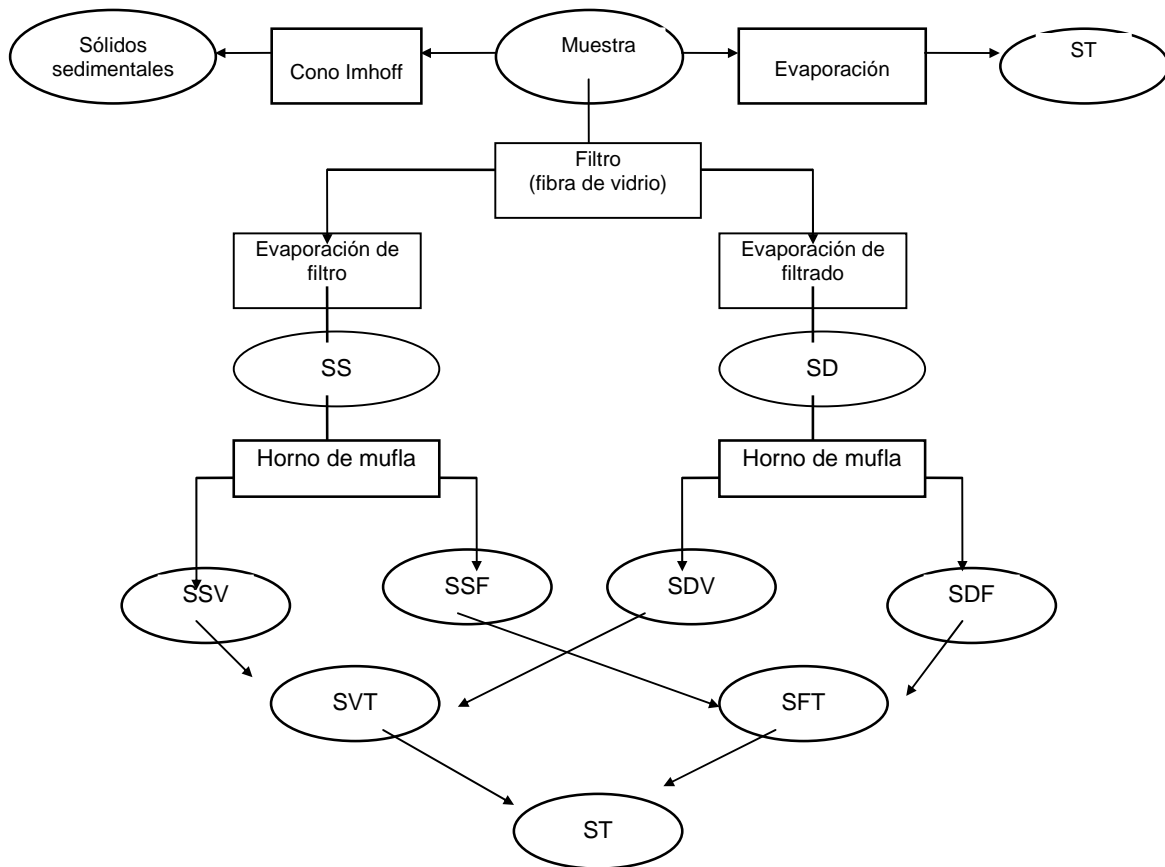 Sólidos
sedimentales
Cono Imhoff
Muestra
Evaporación
ST
Filtro
(fibra de vidrio)
Evaporación de
filtro
Evaporación de
filtrado
SS
SD
Horno de mufla
Horno de mufla
SSV
SSF
SDV
SDF
SVT
SFT
ST